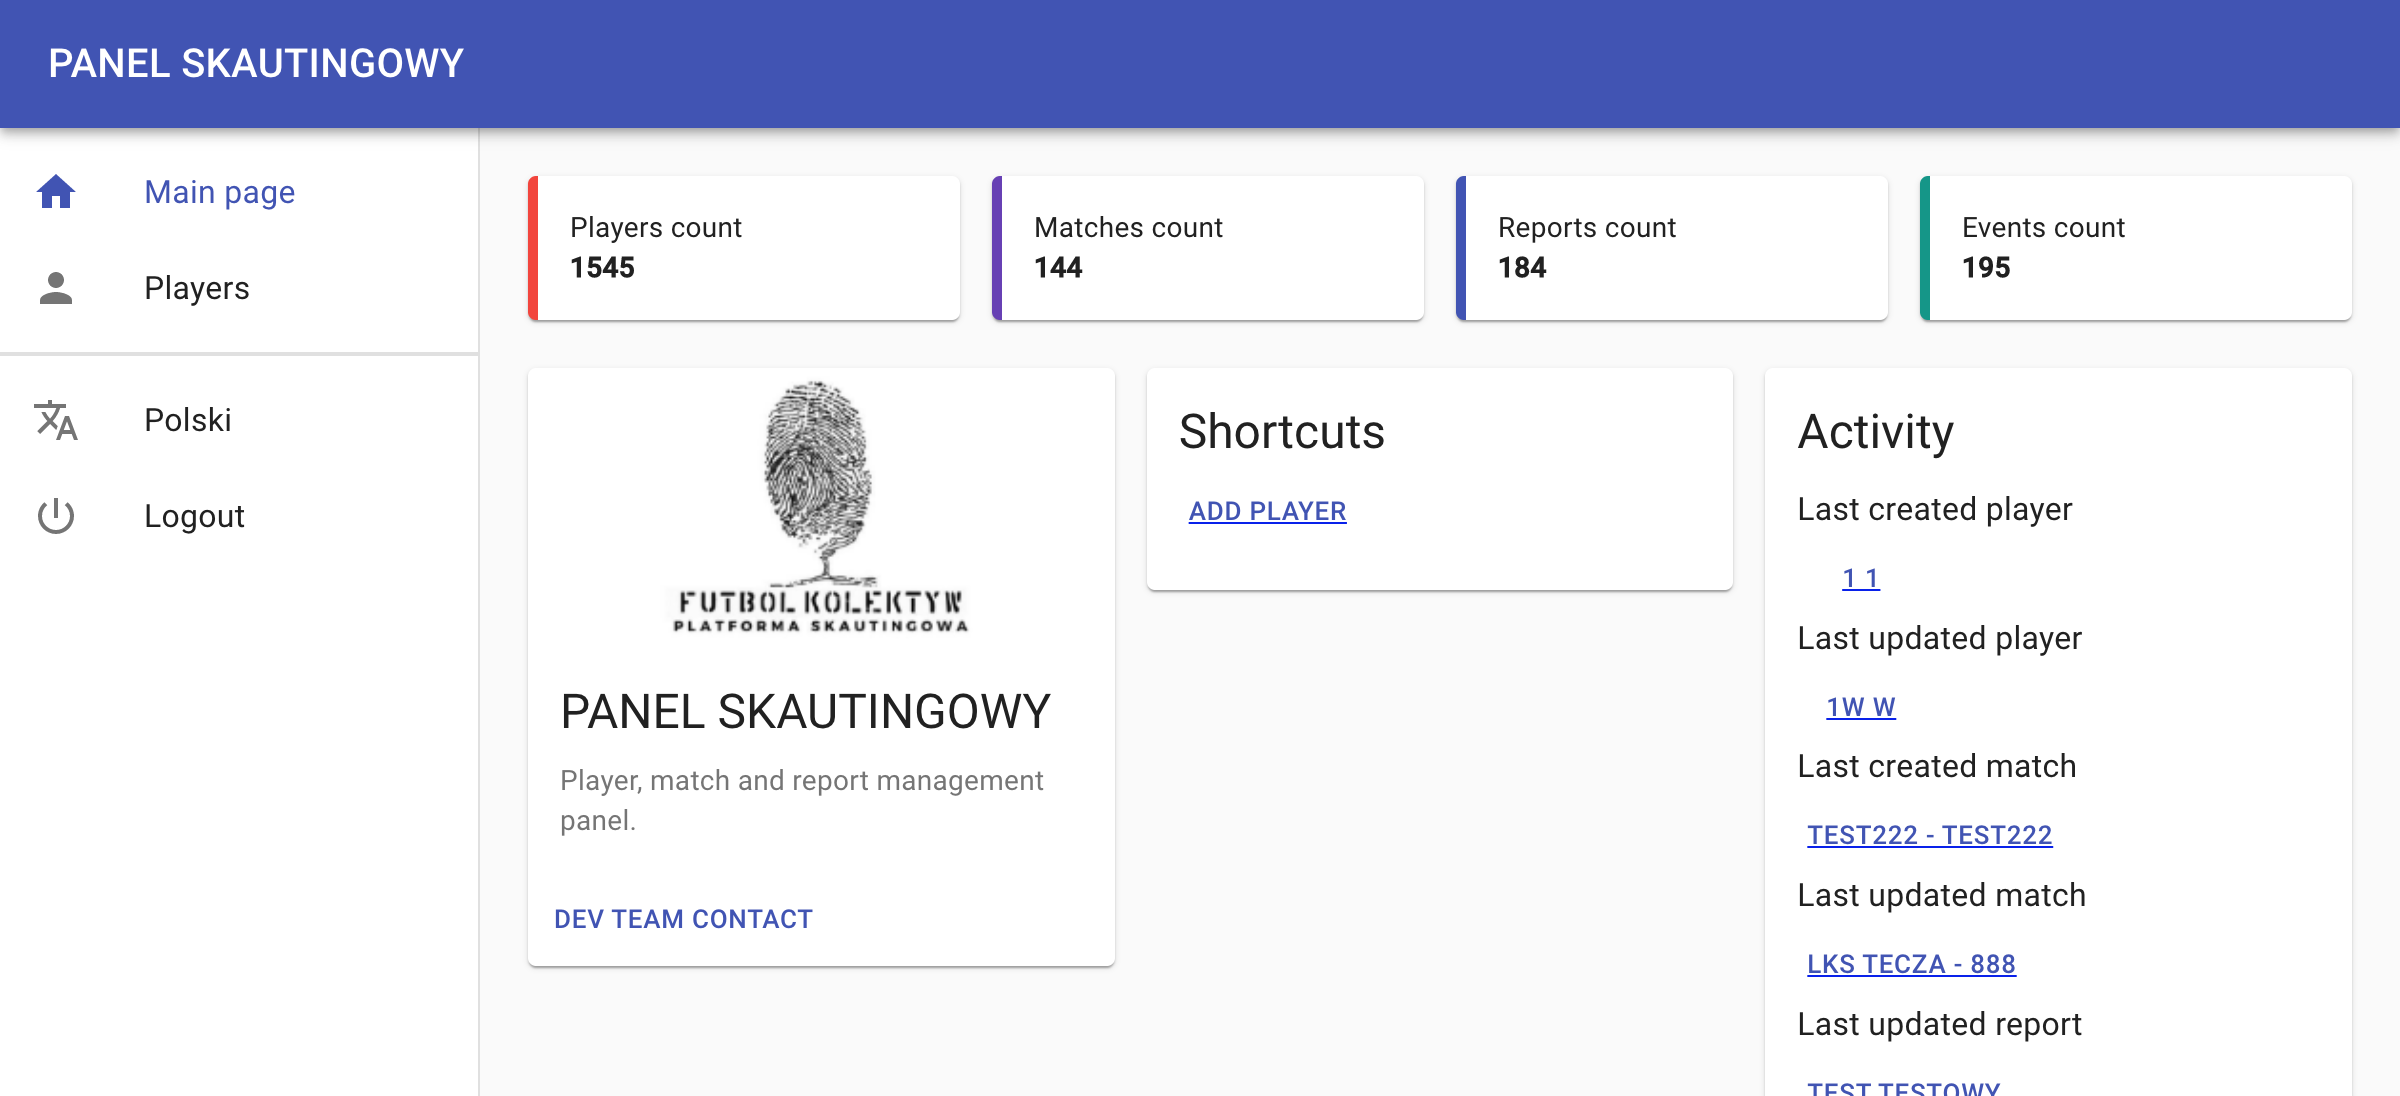 PANEL SKAUTINGOWY
Main page
Players
Polski
Logout
Players count
1545
Matches count
144
Reports count
184
Events count
195
FUTBOL KOLEKTYW
PLATFORMA SKAUTINGOWA
PANEL SKAUTINGOWY
Player, match and report management
panel.
DEV TEAM CONTACT
Shortcuts
ADD PLAYER
Activity
Last created player
1 1
Last updated player
1W W
Last created match
TEST222 - TEST222
Last updated match
LKS TECZA - 888
Last updated report
TEST TESTOWY